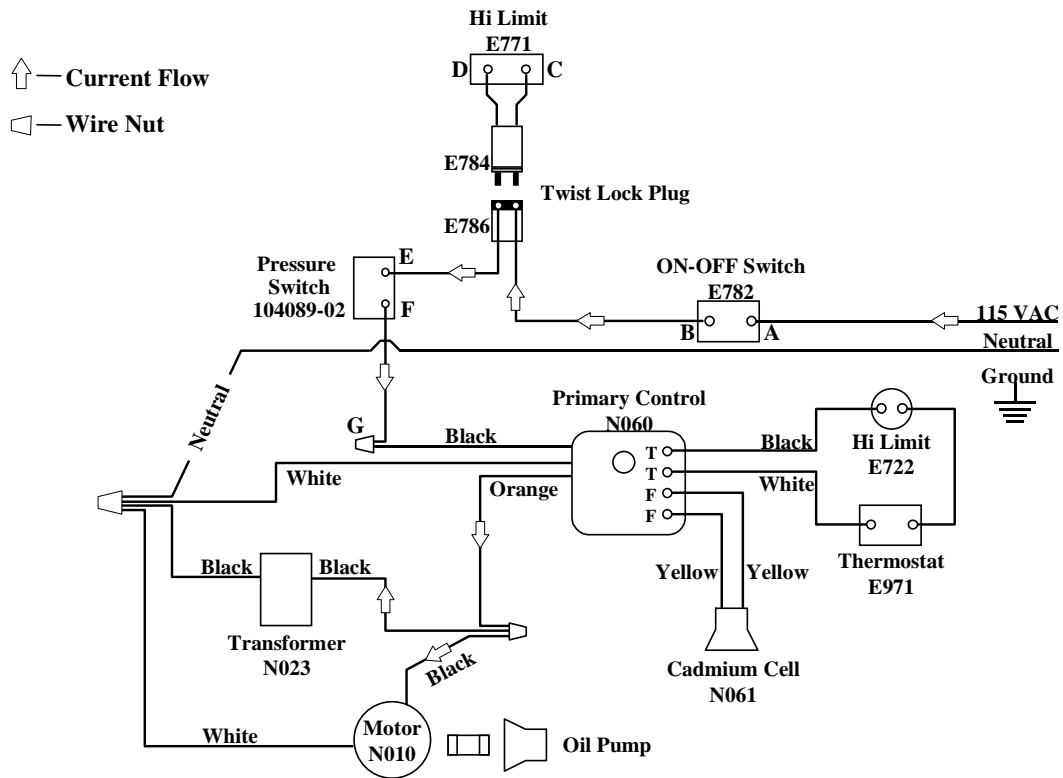 Hi Limit
E771
D
C
Current Flow
Wire Nut
E784
Twist Lock Plug
E786
E
Pressure
Switch
104089-02
F
ON-OFF Switch
E782
B
A
115 VAC
Neutral
Ground
Neutral
G
Black
White
Orange
Primary Control
N060
T
T
F
F
Black
White
Hi Limit
E722
Thermostat
E971
Yellow
Yellow
Cadmium Cell
N061
Black
Black
Transformer
N023
Black
White
Motor
N010
Oil Pump